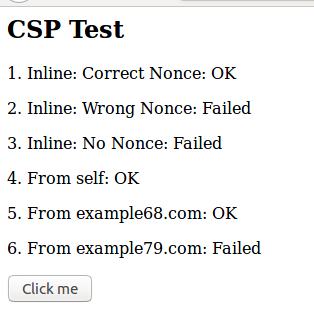 CSP Test
1. Inline: Correct Nonce: OK
2. Inline: Wrong Nonce: Failed
3. Inline: No Nonce: Failed
4. From self: OK
5. From example68.com: OK
6. From example79.com: Failed
Click me